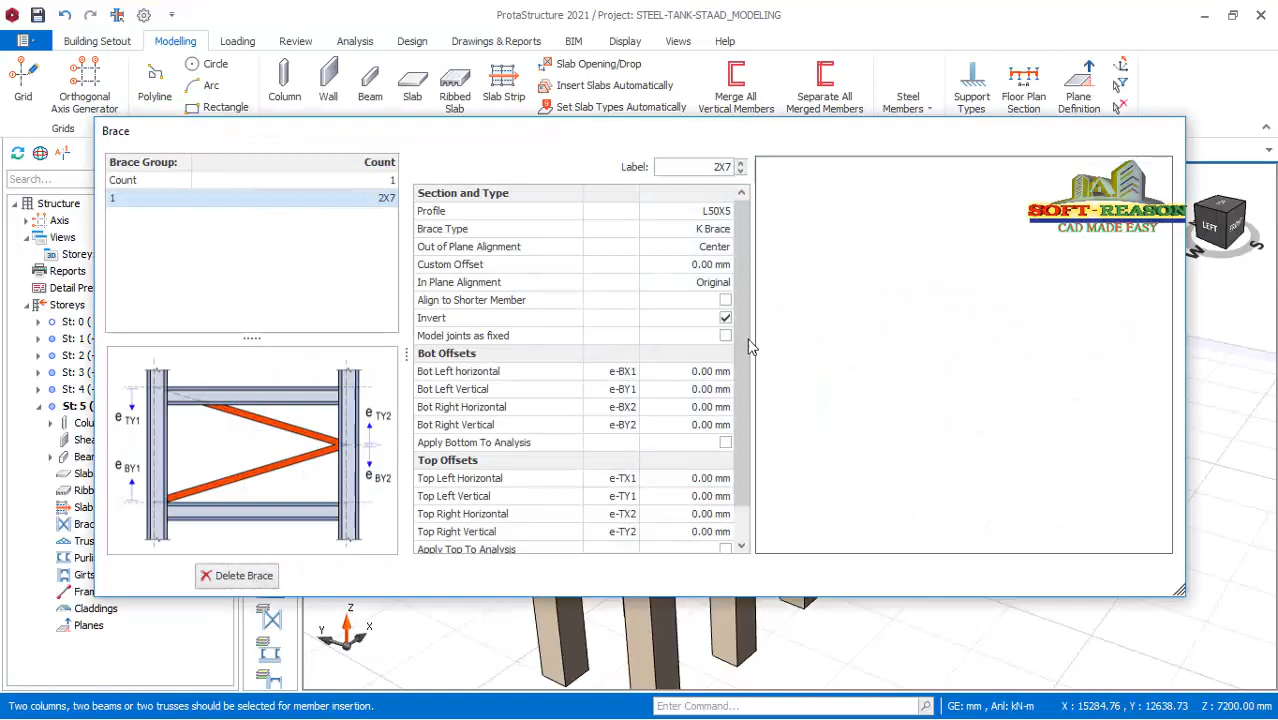 ProtaStructure 2021 / Project: STEEL-TANK-STAAD_MODELING
Building Setout Modelling Loading Review Analysis Design Drawings & Reports BIM Display Views Help
Grid
Orthogonal
Axis Generator
Grids
Polyline
Circle
Arc
Rectangle
Column
Wall
Beam
Slab
Ribbed
Slab
Slab Strip
Slab Opening/Drop
Insert Slabs Automatically
Set Slab Types Automatically
Merge All
Vertical Members
Separate All
Merged Members
Steel
Members
Support
Types
Floor Plan
Section
Plane
Definition
Search...
Structure
Axis
Views
Storey
3D
Reports
Detail Pre
Storeys
St: 0 (
St: 1 (
St: 2 (
St: 3 (
St: 4 (
St: 5 (
Colu
Shea
Bear
Slab
Ribb
Slab
Brac
Trus
Purli
Girts
Fran
Claddings
Planes
Brace
Brace Group: Count
Count 1
1 2X7
e TY1
e TY2
e BY1
e BY2
Delete Brace
Label: 2X7
Section and Type
Profile L50X5
Brace Type K Brace
Out of Plane Alignment Center
Custom Offset 0.00 mm
In Plane Alignment Original
Align to Shorter Member
Invert
Model joints as fixed
Bot Offsets
Bot Left horizontal e-BX1 0.00 mm
Bot Left Vertical e-BY1 0.00 mm
Bot Right Horizontal e-BX2 0.00 mm
Bot Right Vertical e-BY2 0.00 mm
Apply Bottom To Analysis
Top Offsets
Top Left Horizontal e-TX1 0.00 mm
Top Left Vertical e-TY1 0.00 mm
Top Right Horizontal e-TX2 0.00 mm
Top Right Vertical e-TY2 0.00 mm
Apply Top To Analysis
SOFT-REASON
CAD MADE EASY
LEFT
FRONT
W
S
Z
Y
X
Two columns, two beams or two trusses should be selected for member insertion.
Enter Command...
GE: mm, Anl: kN-m
X : 15284.76 , Y : 12638.73
Z : 7200.00 mm